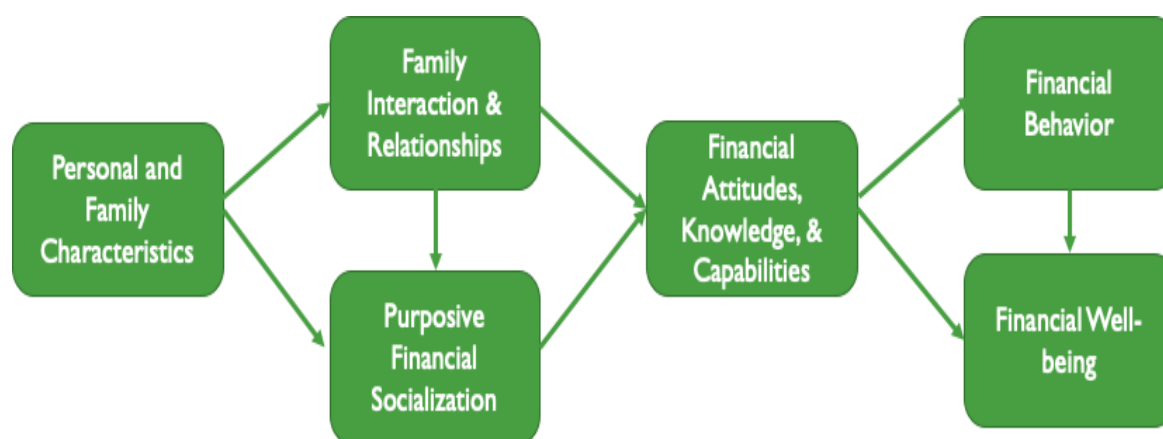 Personal and
Family
Characteristics
Family
Interaction &
Relationships
Purposive
Financial
Socialization
Financial
Attitudes,
Knowledge, &
Capabilities
Financial
Behavior
Financial Well-
being